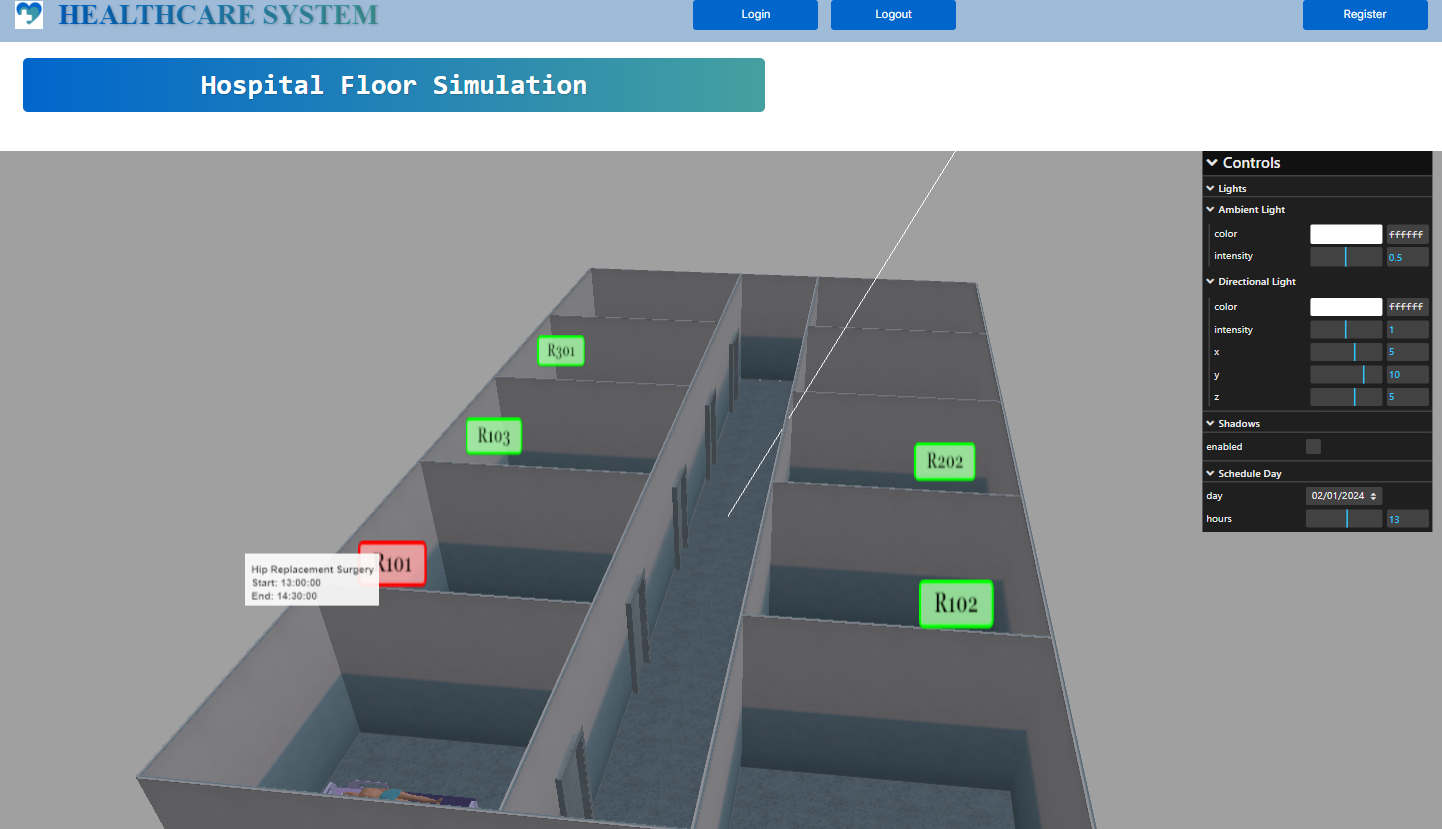 HEALTHCARE SYSTEM
Login
Logout
Register
Hospital Floor Simulation
Controls
Lights
Ambient Light
color
ffffff
intensity
0.5
Directional Light
color
ffffff
intensity
1
x
5
y
10
z
5
Shadows
enabled
Schedule Day
day
02/01/2024
hours
13
R301
R103
R202
R101
Hip Replacement Surgery
Start: 13:00:00
End: 14:30:00
R102